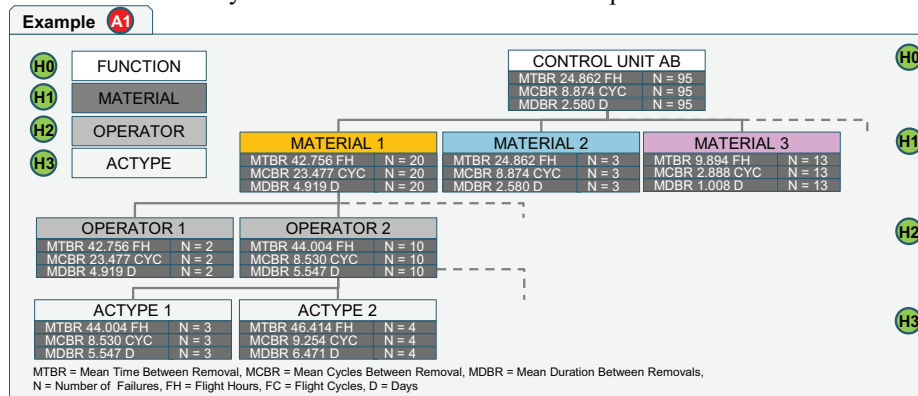 Example A1
H0 FUNCTION
H1 MATERIAL
H2 OPERATOR
H3 ACTYPE
CONTROL UNIT AB
MTBR 24.862 FH N = 95
MCBR 8.874 CYC N = 95
MDBR 2.580 D N = 95
MATERIAL 1
MTBR 42.756 FH N = 20
MCBR 23.477 CYC N = 20
MDBR 4.919 D N = 20
MATERIAL 2
MTBR 24.862 FH N = 3
MCBR 8.874 CYC N = 3
MDBR 2.580 D N = 3
MATERIAL 3
MTBR 9.894 FH N = 13
MCBR 2.888 CYC N = 13
MDBR 1.008 D N = 13
OPERATOR 1
MTBR 42.756 FH N = 2
MCBR 23.477 CYC N = 2
MDBR 4.919 D N = 2
OPERATOR 2
MTBR 44.004 FH N = 10
MCBR 8.530 CYC N = 10
MDBR 5.547 D N = 10
ACTYPE 1
MTBR 44.004 FH N = 3
MCBR 8.530 CYC N = 3
MDBR 5.547 D N = 3
ACTYPE 2
MTBR 46.414 FH N = 4
MCBR 9.254 CYC N = 4
MDBR 6.471 D N = 4
MTBR = Mean Time Between Removal, MCBR = Mean Cycles Between Removal, MDBR = Mean Duration Between Removals,
N = Number of Failures, FH = Flight Hours, FC = Flight Cycles, D = Days
H0
H1
H2
H3